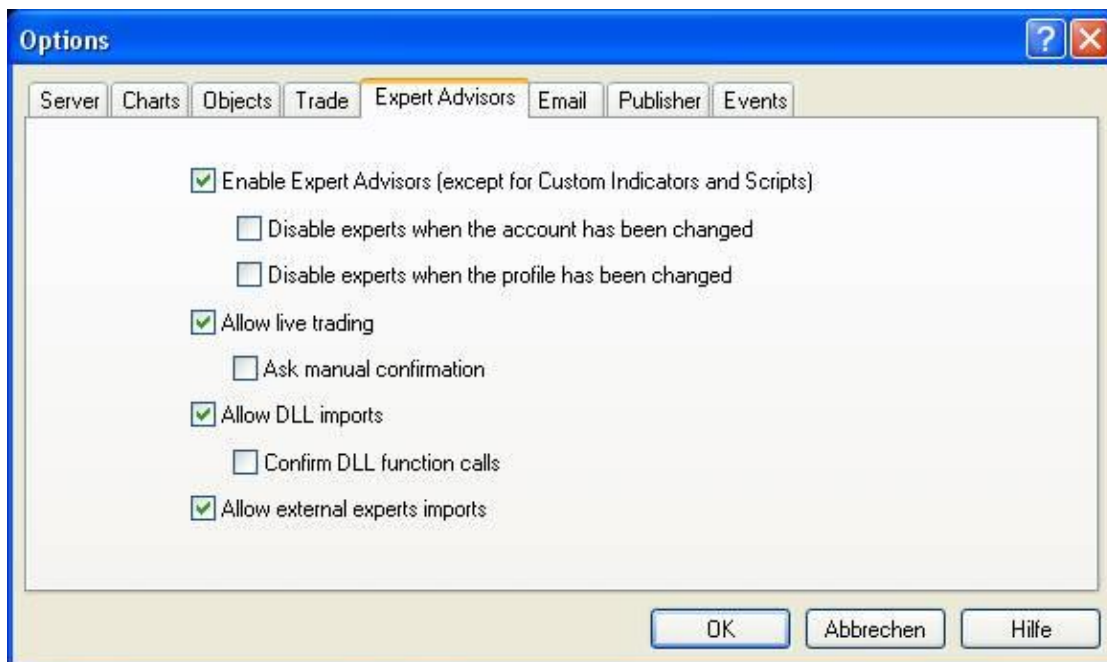 Options
Server Charts Objects Trade Expert Advisors Email Publisher Events
Enable Expert Advisors (except for Custom Indicators and Scripts)
Disable experts when the account has been changed
Disable experts when the profile has been changed
Allow live trading
Ask manual confirmation
Allow DLL imports
Confirm DLL function calls
Allow external experts imports
OK Abbrechen Hilfe